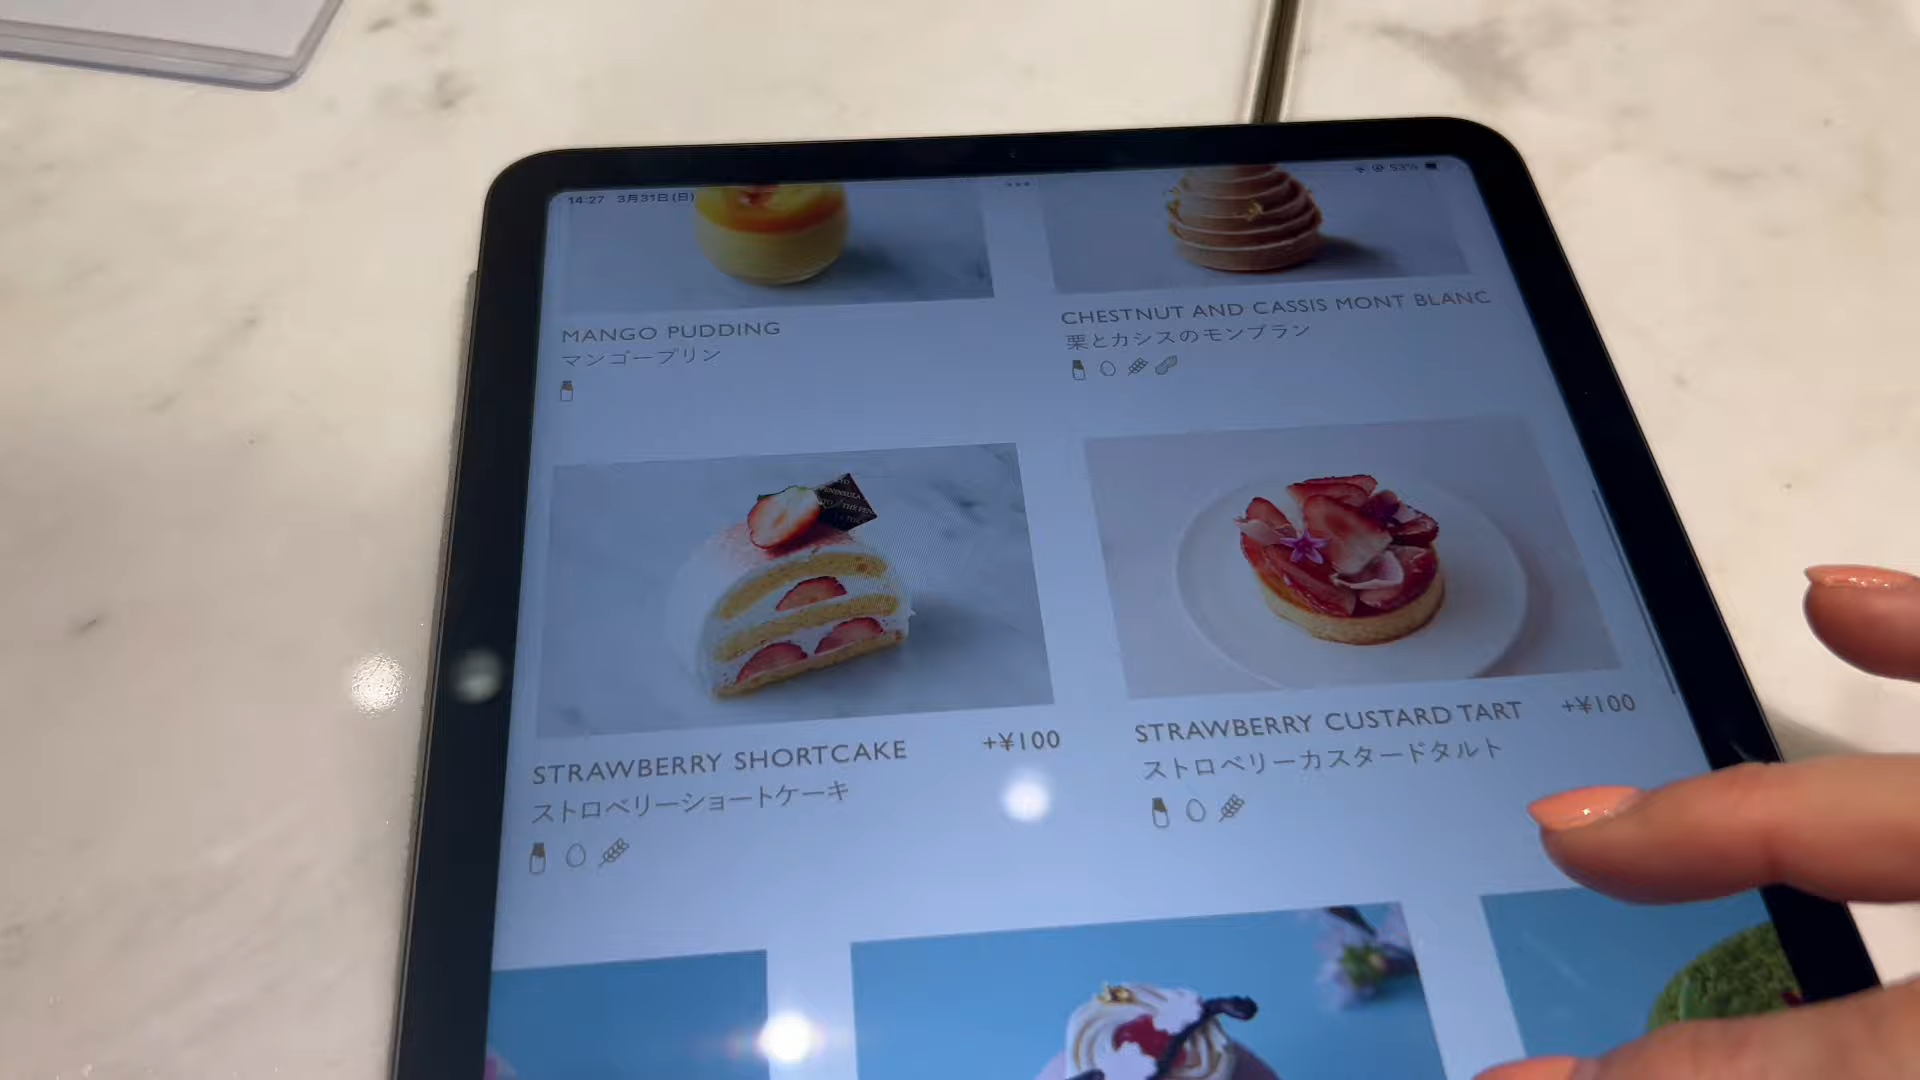 14:27 3月31日(日)
53%
MANGO PUDDING
マンゴープリン
CHESTNUT AND CASSIS MONT BLANC
栗とカシスのモンブラン
PENINSULA
STRAWBERRY SHORTCAKE +¥100
ストロベリーショートケーキ
STRAWBERRY CUSTARD TART +¥100
ストロベリーカスタードタルト